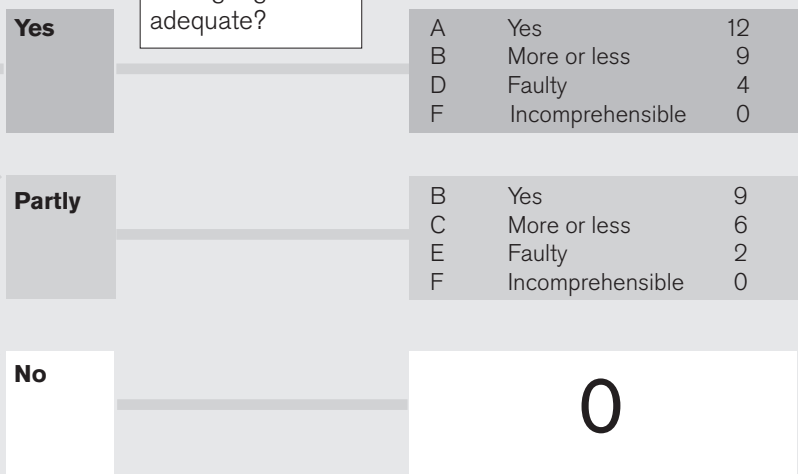 adequate?
Yes
A Yes 12
B More or less 9
D Faulty 4
F Incomprehensible 0
Partly
B Yes 9
C More or less 6
E Faulty 2
F Incomprehensible 0
No
0